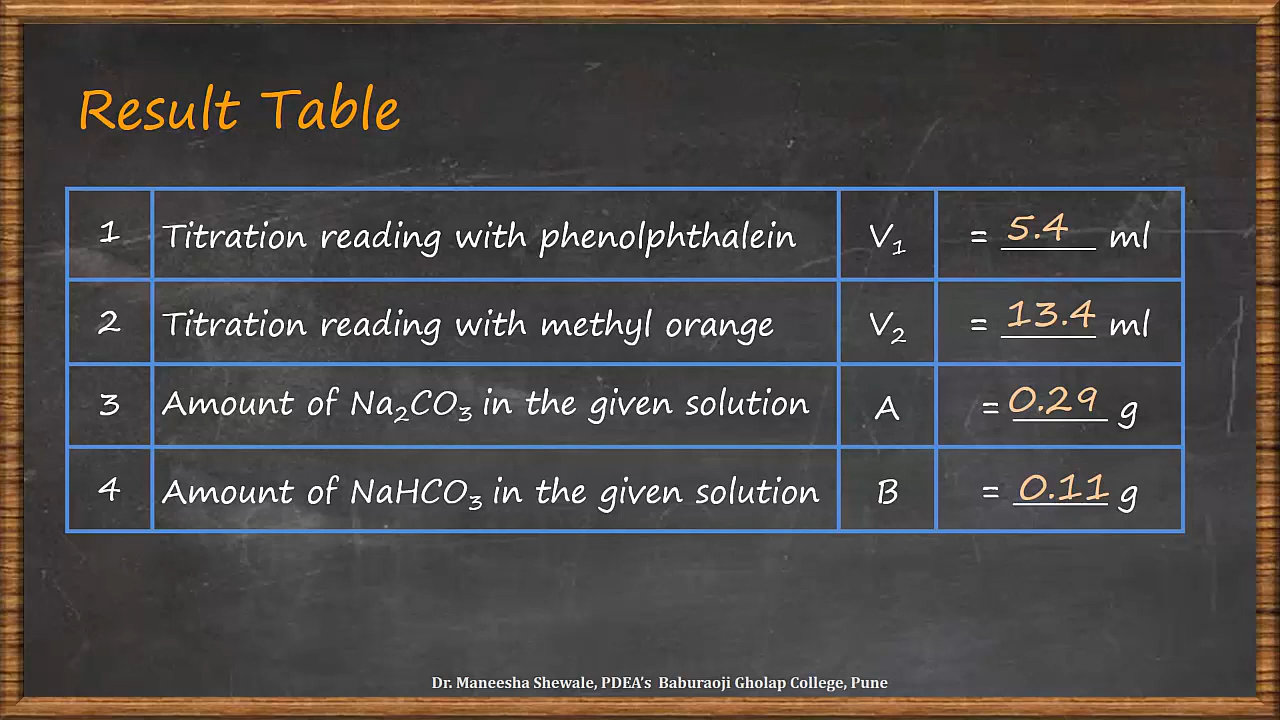 Result Table
1 Titration reading with phenolphthalein V₁ = 5.4 ml
2 Titration reading with methyl orange V₂ = 13.4 ml
3 Amount of Na₂CO₃ in the given solution A = 0.29 g
4 Amount of NaHCO₃ in the given solution B = 0.11 g
Dr. Maneesha Shewale, PDEA's Baburaoji Gholap College, Pune